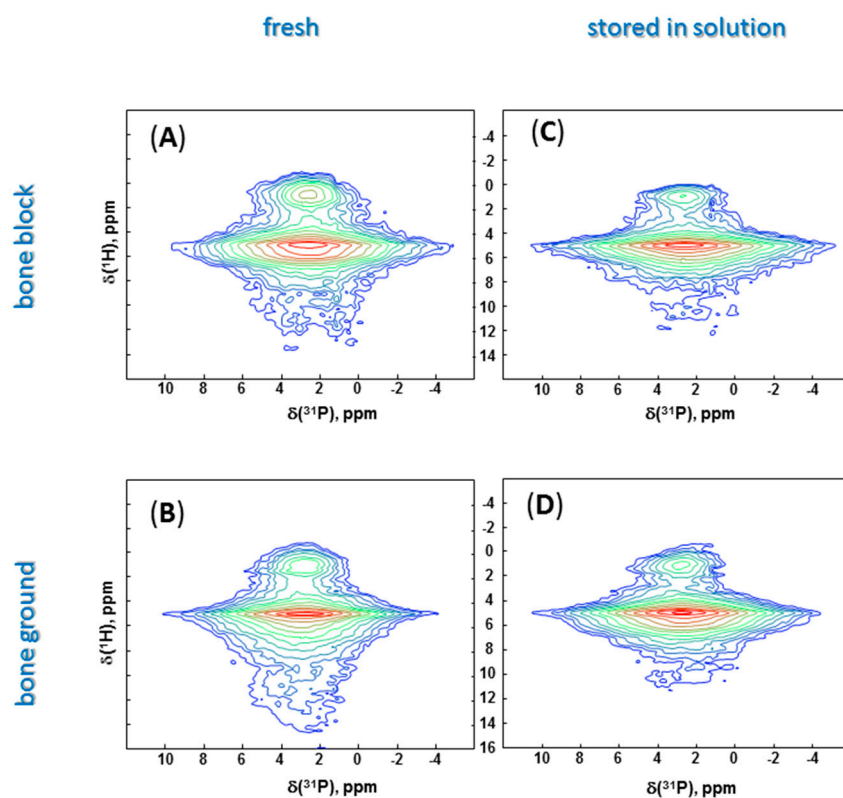 fresh
stored in solution
bone block
(A)
(C)
-4
-2
0
2
4
6
8
10
12
14
δ(¹H), ppm
10 8 6 4 2 0 -2 -4
10 8 6 4 2 0 -2 -4
δ(³¹P), ppm
δ(³¹P), ppm
bone ground
(B)
(D)
-4
-2
0
2
4
6
8
10
12
14
16
δ(¹H), ppm
10 8 6 4 2 0 -2 -4
10 8 6 4 2 0 -2 -4
δ(³¹P), ppm
δ(³¹P), ppm